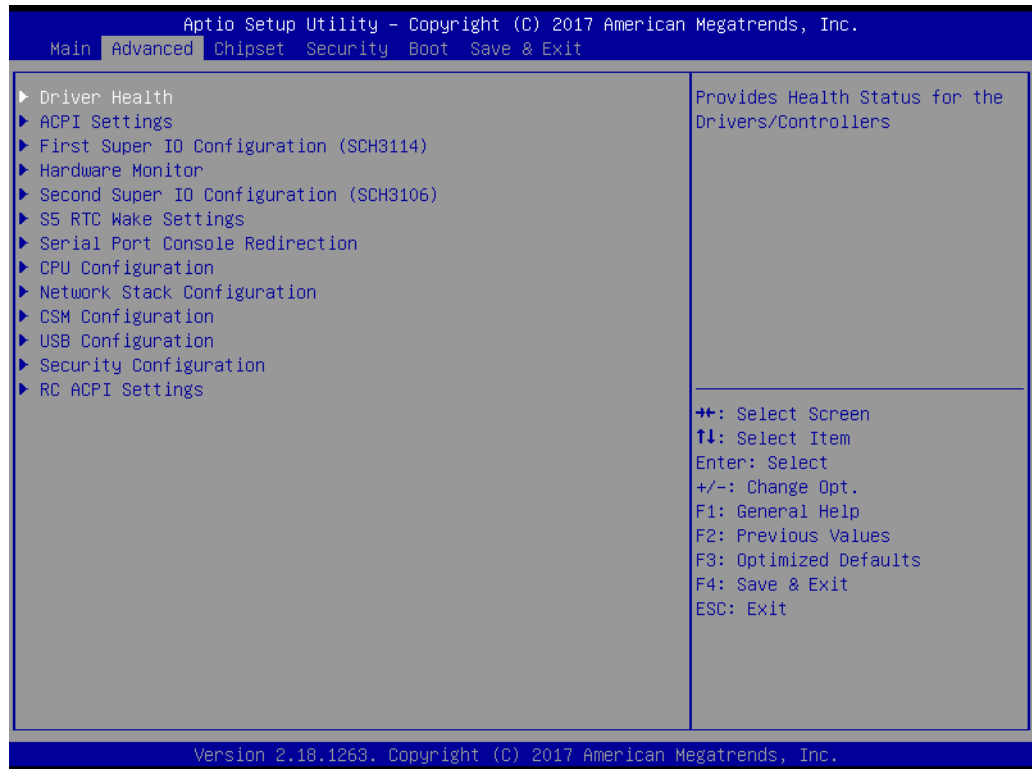 Aptio Setup Utility – Copyright (C) 2017 American Megatrends, Inc.
Main Advanced Chipset Security Boot Save & Exit
▶ Driver Health
▶ ACPI Settings
▶ First Super IO Configuration (SCH3114)
▶ Hardware Monitor
▶ Second Super IO Configuration (SCH3106)
▶ S5 RTC Wake Settings
▶ Serial Port Console Redirection
▶ CPU Configuration
▶ Network Stack Configuration
▶ CSM Configuration
▶ USB Configuration
▶ Security Configuration
▶ RC ACPI Settings
Provides Health Status for the
Drivers/Controllers
→←: Select Screen
↑↓: Select Item
Enter: Select
+/-: Change Opt.
F1: General Help
F2: Previous Values
F3: Optimized Defaults
F4: Save & Exit
ESC: Exit
Version 2.18.1263. Copyright (C) 2017 American Megatrends, Inc.